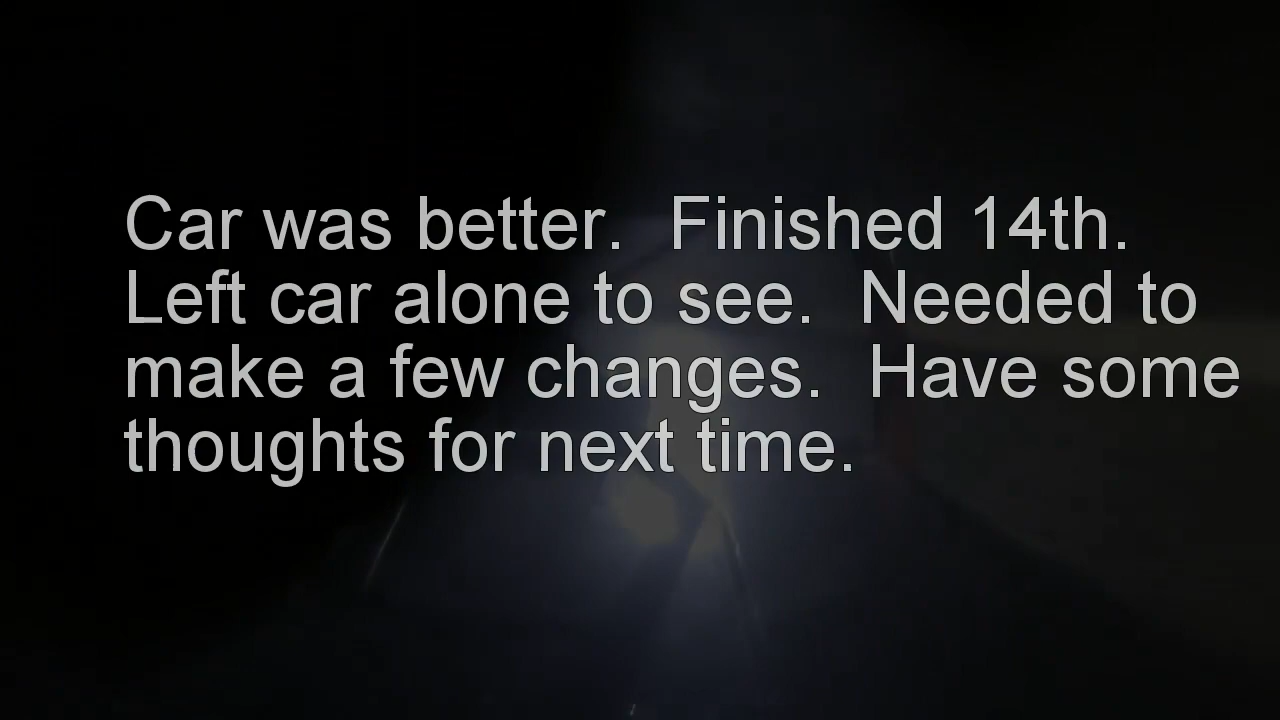 Car was better.  Finished 14th.
Left car alone to see.  Needed to
make a few changes.  Have some
thoughts for next time.